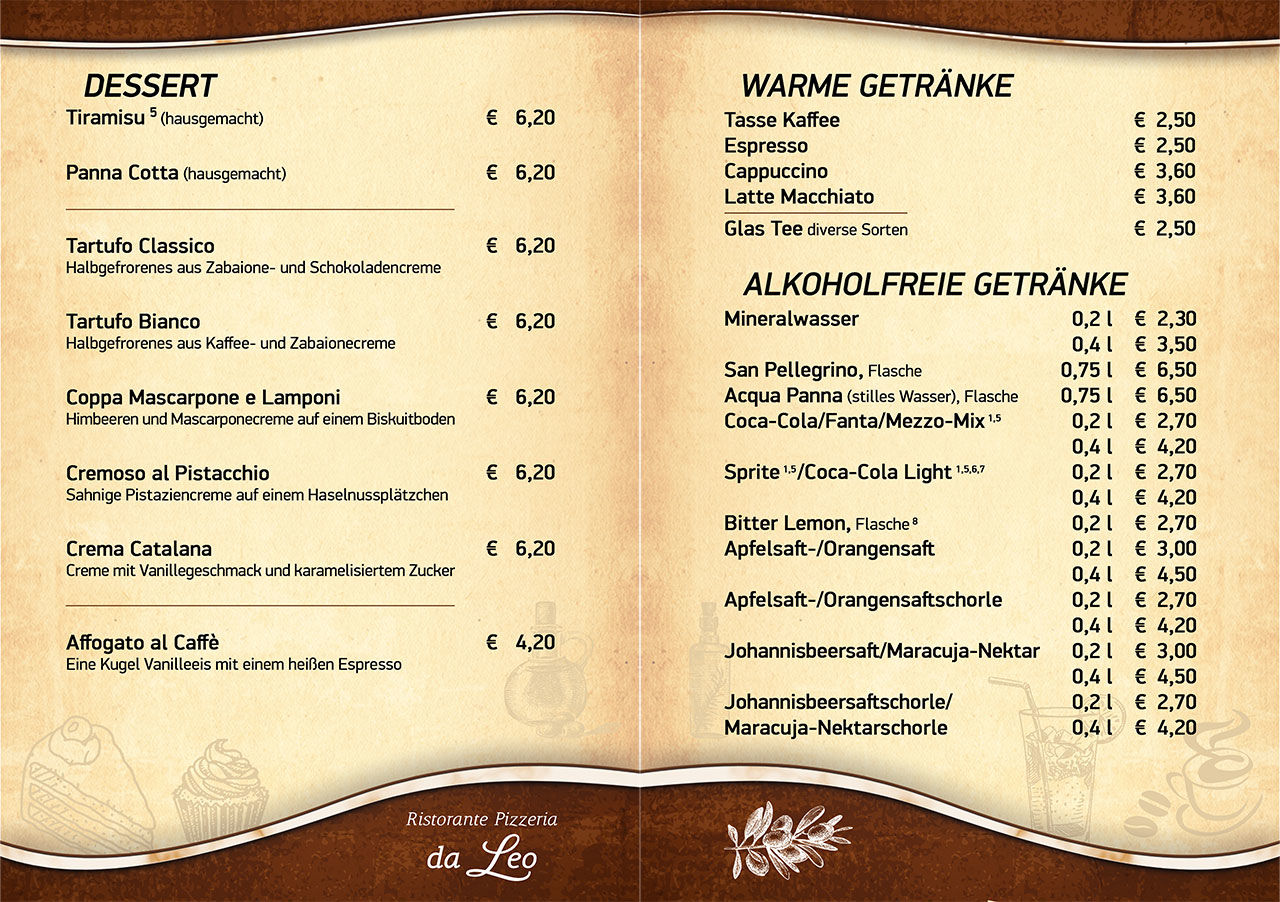 DESSERT
Tiramisu 5 (hausgemacht) € 6,20
Panna Cotta (hausgemacht) € 6,20
Tartufo Classico € 6,20
Halbgefrorenes aus Zabaione- und Schokoladencreme
Tartufo Bianco € 6,20
Halbgefrorenes aus Kaffee- und Zabaionecreme
Coppa Mascarpone e Lamponi € 6,20
Himbeeren und Mascarponecreme auf einem Biskuitboden
Cremoso al Pistacchio € 6,20
Sahnige Pistaziencreme auf einem Haselnussplätzchen
Crema Catalana € 6,20
Creme mit Vanillegeschmack und karamelisiertem Zucker
Affogato al Caffè € 4,20
Eine Kugel Vanilleeis mit einem heißen Espresso
Ristorante Pizzeria
da Leo
WARME GETRÄNKE
Tasse Kaffee € 2,50
Espresso € 2,50
Cappuccino € 3,60
Latte Macchiato € 3,60
Glas Tee diverse Sorten € 2,50
ALKOHOLFREIE GETRÄNKE
Mineralwasser 0,2 l € 2,30
0,4 l € 3,50
San Pellegrino, Flasche 0,75 l € 6,50
Acqua Panna (stilles Wasser), Flasche 0,75 l € 6,50
Coca-Cola/Fanta/Mezzo-Mix 1,5 0,2 l € 2,70
0,4 l € 4,20
Sprite 1,5/Coca-Cola Light 1,5,6,7 0,2 l € 2,70
0,4 l € 4,20
Bitter Lemon, Flasche 8 0,2 l € 2,70
Apfelsaft-/Orangensaft 0,2 l € 3,00
0,4 l € 4,50
Apfelsaft-/Orangensaftschorle 0,2 l € 2,70
0,4 l € 4,20
Johannisbeersaft/Maracuja-Nektar 0,2 l € 3,00
0,4 l € 4,50
Johannisbeersaftschorle/ 0,2 l € 2,70
Maracuja-Nektarschorle 0,4 l € 4,20